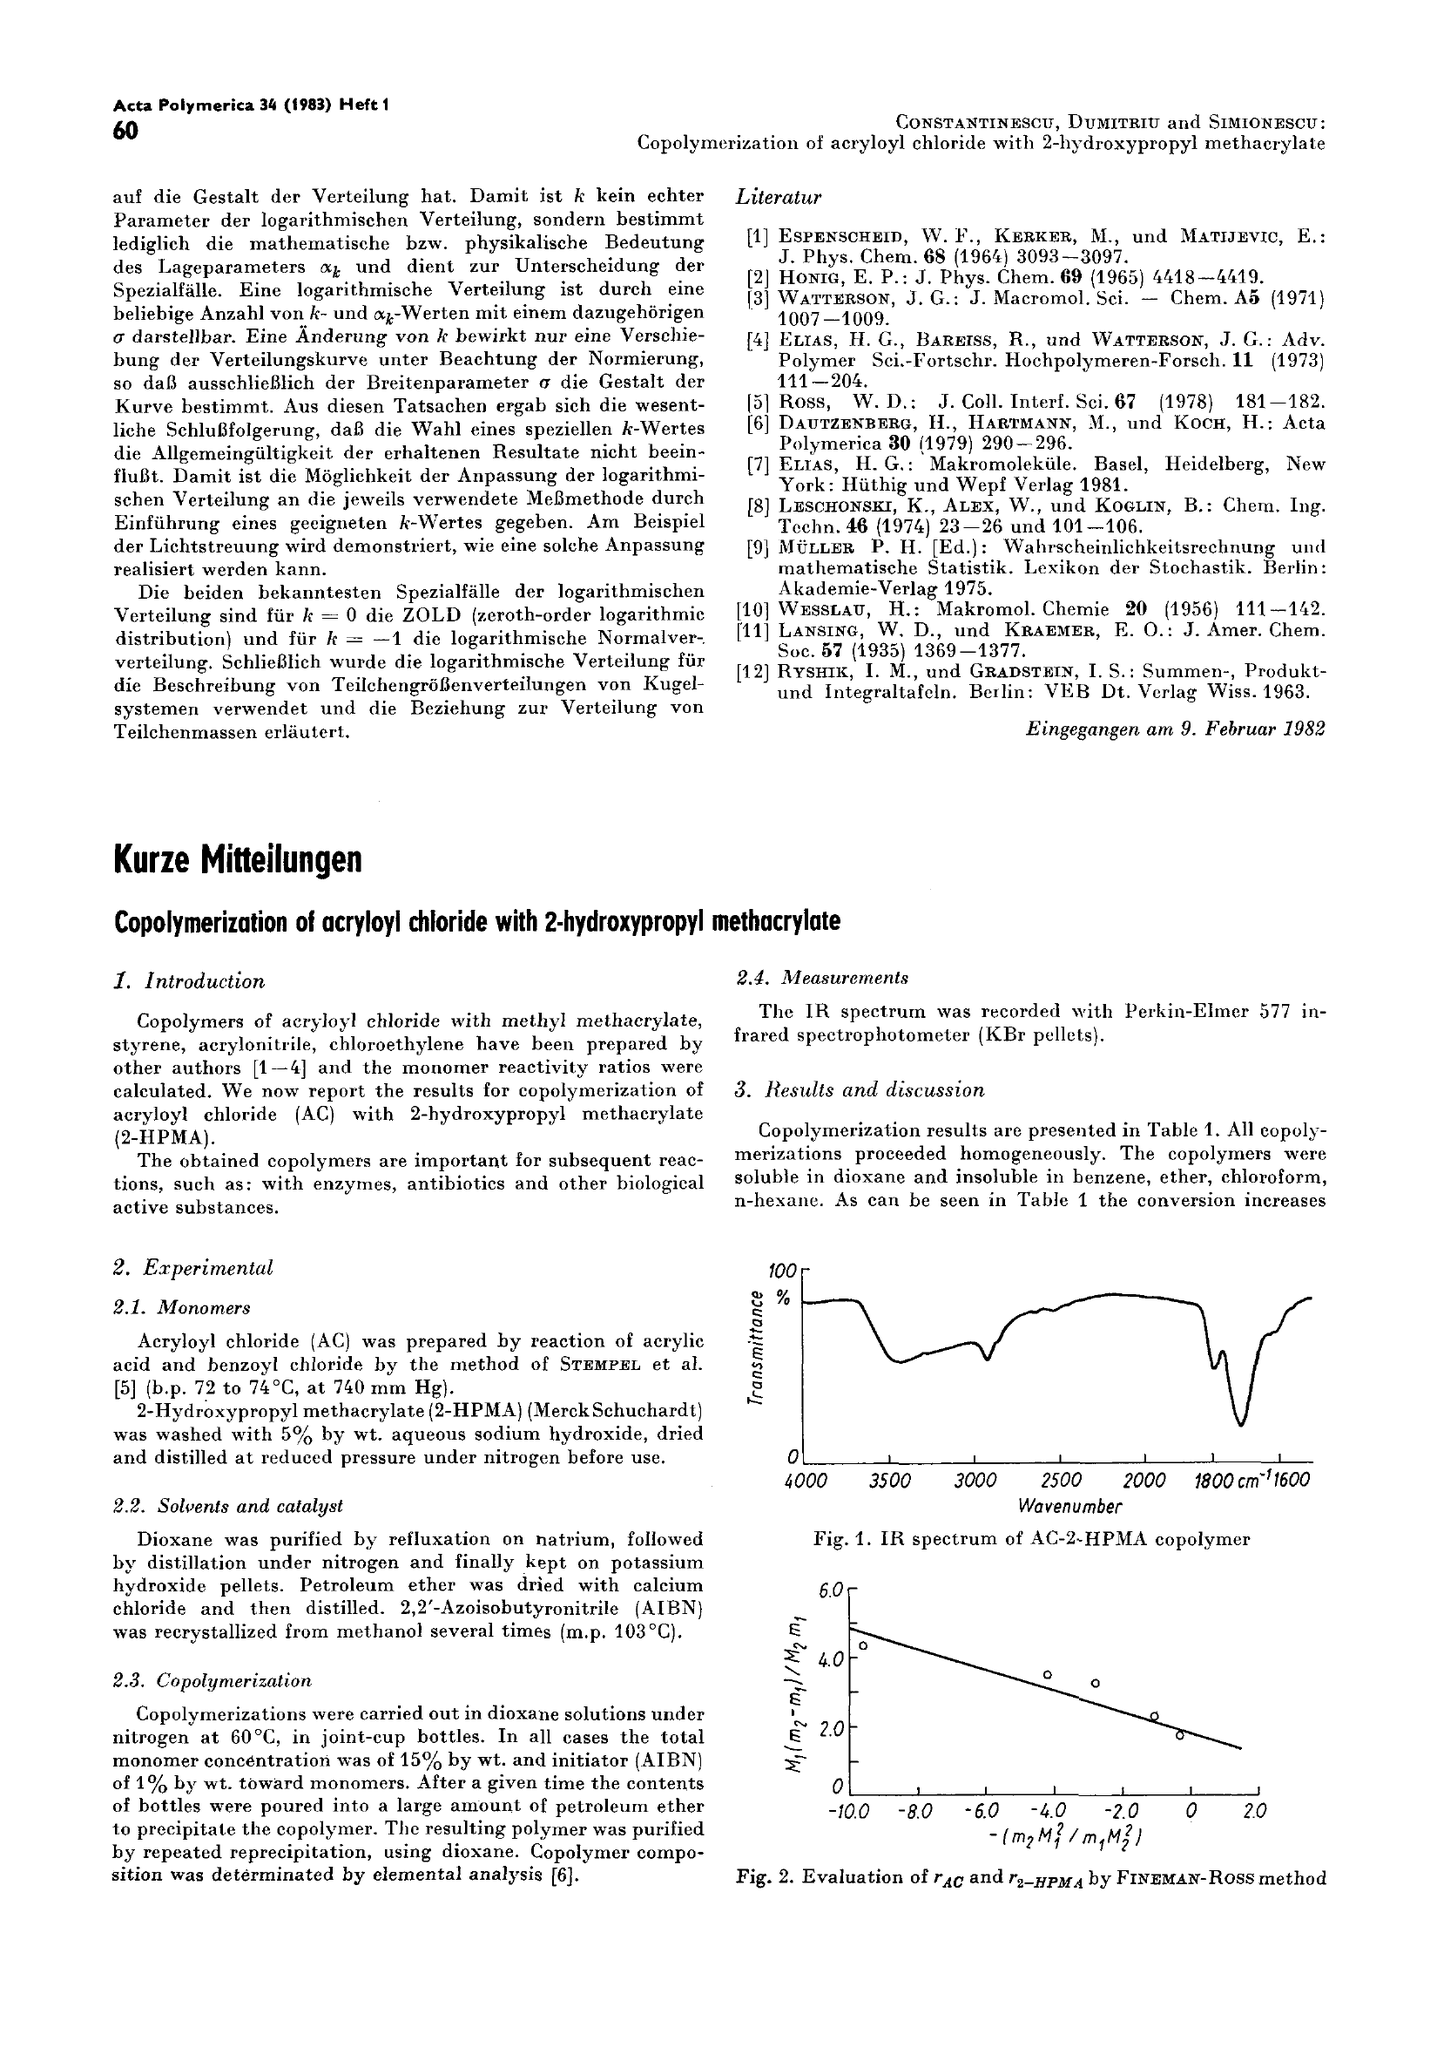 Acta Polymerica 34 (1983) Heft 1
60
CONSTANTINESCU, DUMITRIU and SIMIONESCU:
Copolymerization of acryloyl chloride with 2-hydroxypropyl methacrylate
auf die Gestalt der Verteilung hat. Damit ist k kein echter
Parameter der logarithmischen Verteilung, sondern bestimmt
lediglich die mathematische bzw. physikalische Bedeutung
des Lageparameters αk und dient zur Unterscheidung der
Spezialfälle. Eine logarithmische Verteilung ist durch eine
beliebige Anzahl von k- und αk-Werten mit einem dazugehörigen
σ darstellbar. Eine Änderung von k bewirkt nur eine Verschie-
bung der Verteilungskurve unter Beachtung der Normierung,
so daß ausschließlich der Breitenparameter σ die Gestalt der
Kurve bestimmt. Aus diesen Tatsachen ergab sich die wesent-
liche Schlußfolgerung, daß die Wahl eines speziellen k-Wertes
die Allgemeingültigkeit der erhaltenen Resultate nicht beein-
flußt. Damit ist die Möglichkeit der Anpassung der logarithmi-
schen Verteilung an die jeweils verwendete Meßmethode durch
Einführung eines geeigneten k-Wertes gegeben. Am Beispiel
der Lichtstreuung wird demonstriert, wie eine solche Anpassung
realisiert werden kann.
Die beiden bekanntesten Spezialfälle der logarithmischen
Verteilung sind für k = 0 die ZOLD (zeroth-order logarithmic
distribution) und für k = −1 die logarithmische Normalver-
verteilung. Schließlich wurde die logarithmische Verteilung für
die Beschreibung von Teilchengrößenverteilungen von Kugel-
systemen verwendet und die Beziehung zur Verteilung von
Teilchenmassen erläutert.
Literatur
[1] ESPENSCHEID, W. F., KERKER, M., und MATIJEVIC, E.:
J. Phys. Chem. 68 (1964) 3093—3097.
[2] HONIG, E. P.: J. Phys. Chem. 69 (1965) 4418—4419.
[3] WATTERSON, J. G.: J. Macromol. Sci. — Chem. A5 (1971)
1007—1009.
[4] ELIAS, H. G., BAREISS, R., und WATTERSON, J. G.: Adv.
Polymer Sci.-Fortschr. Hochpolymeren-Forsch. 11 (1973)
111—204.
[5] ROSS, W. D.: J. Coll. Interf. Sci. 67 (1978) 181—182.
[6] DAUTZENBERG, H., HARTMANN, M., und KOCH, H.: Acta
Polymerica 30 (1979) 290—296.
[7] ELIAS, H. G.: Makromoleküle. Basel, Heidelberg, New
York: Hüthig und Wepf Verlag 1981.
[8] LESCHONSKI, K., ALEX, W., und KOGLIN, B.: Chem. Ing.
Techn. 46 (1974) 23—26 und 101—106.
[9] MÜLLER P. H. [Ed.]: Wahrscheinlichkeitsrechnung und
mathematische Statistik. Lexikon der Stochastik. Berlin:
Akademie-Verlag 1975.
[10] WESSLAU, H.: Makromol. Chemie 20 (1956) 111—142.
[11] LANSING, W. D., und KRAEMER, E. O.: J. Amer. Chem.
Soc. 57 (1935) 1369—1377.
[12] RYSHIK, I. M., und GRADSTEIN, I. S.: Summen-, Produkt-
und Integraltafeln. Berlin: VEB Dt. Verlag Wiss. 1963.
Eingegangen am 9. Februar 1982
Kurze Mitteilungen
Copolymerization of acryloyl chloride with 2-hydroxypropyl methacrylate
1. Introduction
Copolymers of acryloyl chloride with methyl methacrylate,
styrene, acrylonitrile, chloroethylene have been prepared by
other authors [1—4] and the monomer reactivity ratios were
calculated. We now report the results for copolymerization of
acryloyl chloride (AC) with 2-hydroxypropyl methacrylate
(2-HPMA).
The obtained copolymers are important for subsequent reac-
tions, such as: with enzymes, antibiotics and other biological
active substances.
2. Experimental
2.1. Monomers
Acryloyl chloride (AC) was prepared by reaction of acrylic
acid and benzoyl chloride by the method of STEMPEL et al.
[5] (b.p. 72 to 74°C, at 740 mm Hg).
2-Hydroxypropyl methacrylate (2-HPMA) (Merck Schuchardt)
was washed with 5% by wt. aqueous sodium hydroxide, dried
and distilled at reduced pressure under nitrogen before use.
2.2. Solvents and catalyst
Dioxane was purified by refluxation on natrium, followed
by distillation under nitrogen and finally kept on potassium
hydroxide pellets. Petroleum ether was dried with calcium
chloride and then distilled. 2,2′-Azoisobutyronitrile (AIBN)
was recrystallized from methanol several times (m.p. 103°C).
2.3. Copolymerization
Copolymerizations were carried out in dioxane solutions under
nitrogen at 60°C, in joint-cup bottles. In all cases the total
monomer concentration was of 15% by wt. and initiator (AIBN)
of 1% by wt. toward monomers. After a given time the contents
of bottles were poured into a large amount of petroleum ether
to precipitate the copolymer. The resulting polymer was purified
by repeated reprecipitation, using dioxane. Copolymer compo-
sition was determinated by elemental analysis [6].
2.4. Measurements
The IR spectrum was recorded with Perkin-Elmer 577 in-
frared spectrophotometer (KBr pellets).
3. Results and discussion
Copolymerization results are presented in Table 1. All copoly-
merizations proceeded homogeneously. The copolymers were
soluble in dioxane and insoluble in benzene, ether, chloroform,
n-hexane. As can be seen in Table 1 the conversion increases
100
%
Transmittance
0
4000 3500 3000 2500 2000 1800 cm⁻¹ 1600
Wavenumber
Fig. 1. IR spectrum of AC-2-HPMA copolymer
6.0
4.0
2.0
0
M₁(m₂-m₁)/M₂m₁
-10.0 -8.0 -6.0 -4.0 -2.0 0 2.0
-(m₂M₁²/m₁M₂²)
Fig. 2. Evaluation of rAC and r2–HPMA by FINEMAN-ROSS method